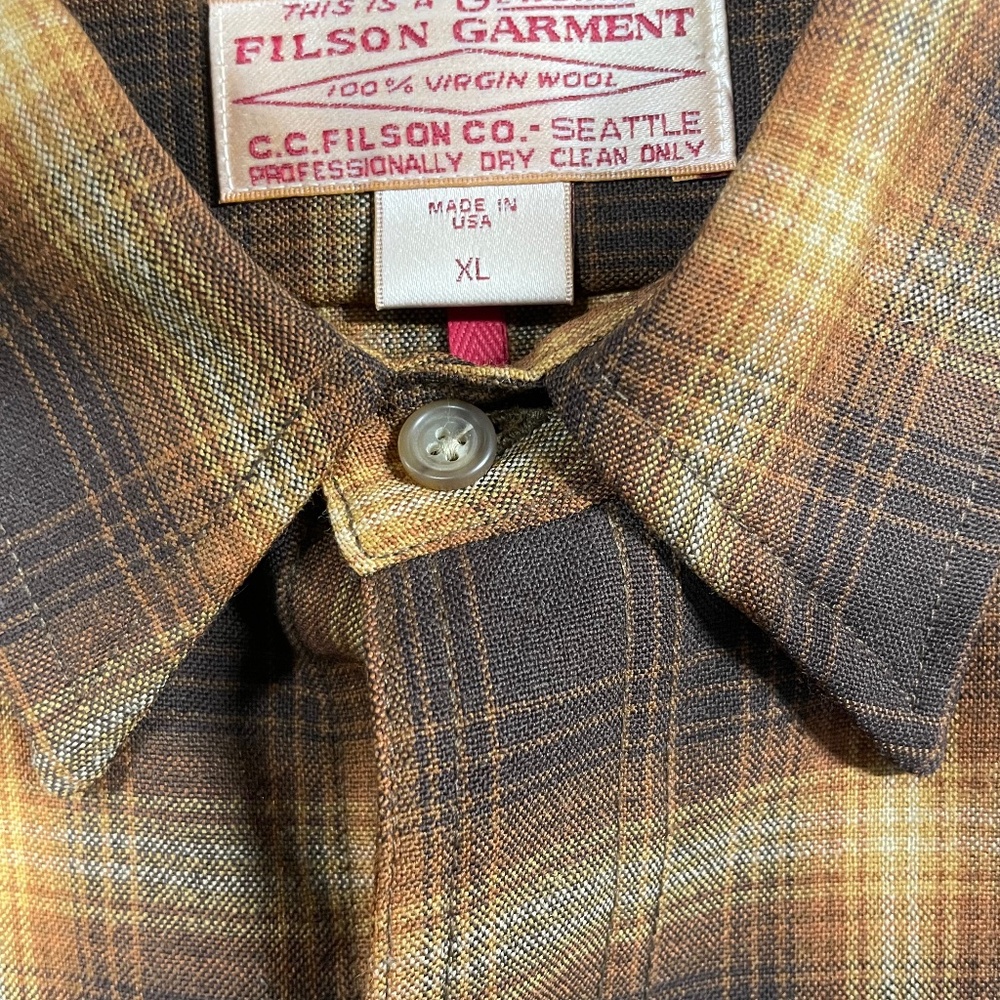 THIS IS A
FILSON GARMENT
100% VIRGIN WOOL
C.C. FILSON CO.- SEATTLE
PROFESSIONALLY DRY CLEAN ONLY
MADE IN
USA
XL